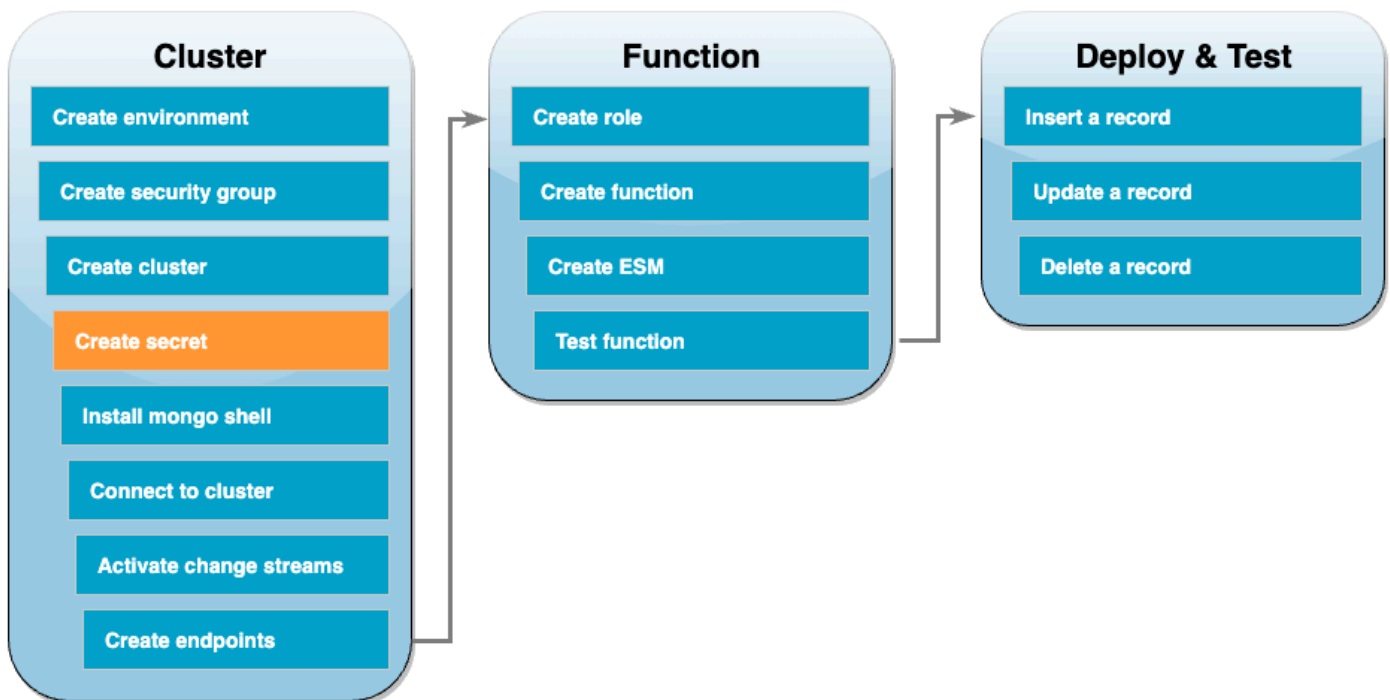 Cluster
Create environment
Create security group
Create cluster
Create secret
Install mongo shell
Connect to cluster
Activate change streams
Create endpoints
Function
Create role
Create function
Create ESM
Test function
Deploy & Test
Insert a record
Update a record
Delete a record